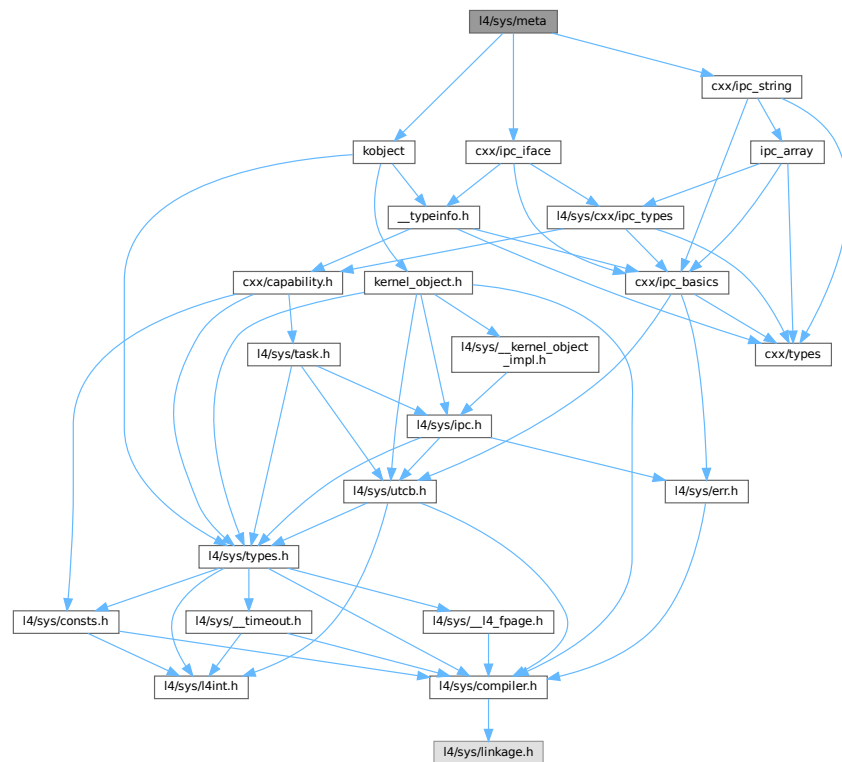 l4/sys/meta
cxx/ipc_string
kobject
cxx/ipc_iface
ipc_array
__typeinfo.h
l4/sys/cxx/ipc_types
cxx/capability.h
kernel_object.h
cxx/ipc_basics
l4/sys/task.h
l4/sys/__kernel_object
_impl.h
cxx/types
l4/sys/ipc.h
l4/sys/utcb.h
l4/sys/err.h
l4/sys/types.h
l4/sys/consts.h
l4/sys/__timeout.h
l4/sys/__l4_fpage.h
l4/sys/l4int.h
l4/sys/compiler.h
l4/sys/linkage.h